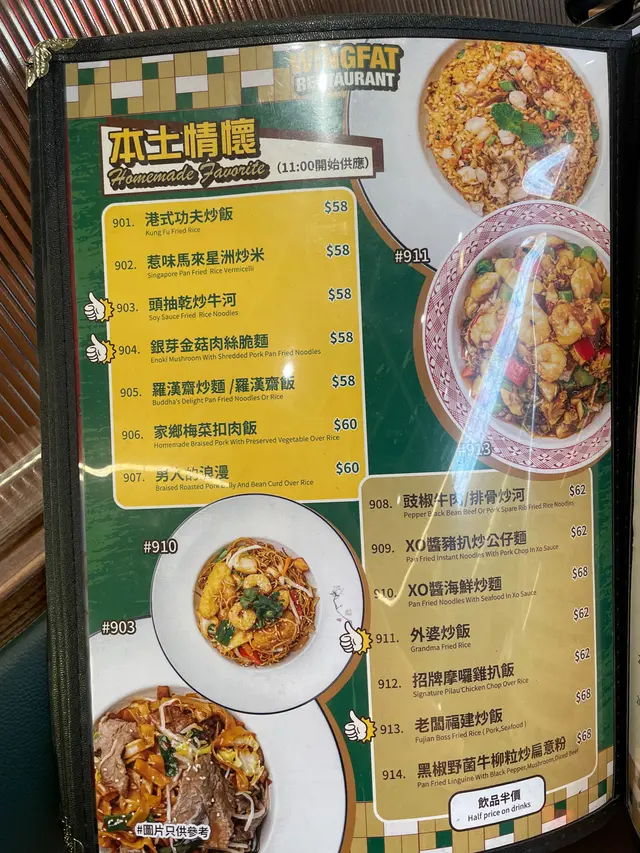 WINGFAT
RESTAURANT
本土情懷
Homemade Favorite (11:00開始供應)
901. 港式功夫炒飯 $58
Kung Fu Fried Rice
902. 惹味馬來星洲炒米 $58
Singapore Pan Fried Rice Vermicelli
903. 頭抽乾炒牛河 $58
Soy Sauce Fried Rice Noodles
904. 銀芽金菇肉絲脆麵 $58
Enoki Mushroom With Shredded Pork Pan Fried Noodles
905. 羅漢齋炒麵 /羅漢齋飯 $58
Buddha's Delight Pan Fried Noodles Or Rice
906. 家鄉梅菜扣肉飯 $60
Homemade Braised Pork With Preserved Vegetable Over Rice
907. 男人的浪漫 $60
Braised Roasted Pork Belly And Bean Curd Over Rice
#911
#913
908. 豉椒牛肉/排骨炒河 $62
Pepper Black Bean Beef Or Pork Spare Rib Fried Rice Noodles
909. XO醬豬扒炒公仔麵 $62
Pan Fried Instant Noodles With Pork Chop In Xo Sauce
910. XO醬海鮮炒麵 $68
Pan Fried Noodles With Seafood In Xo Sauce
911. 外婆炒飯 $62
Grandma Fried Rice
912. 招牌摩囉雞扒飯 $62
Signature Pilau Chicken Chop Over Rice
913. 老闆福建炒飯 $68
Fujian Boss Fried Rice ( Pork,Seafood )
914. 黑椒野菌牛柳粒炒扁意粉 $68
Pan Fried Linguine With Black Pepper,Mushroom,Diced Beef
飲品半價
Half price on drinks
#910
#903
#圖片只供參考